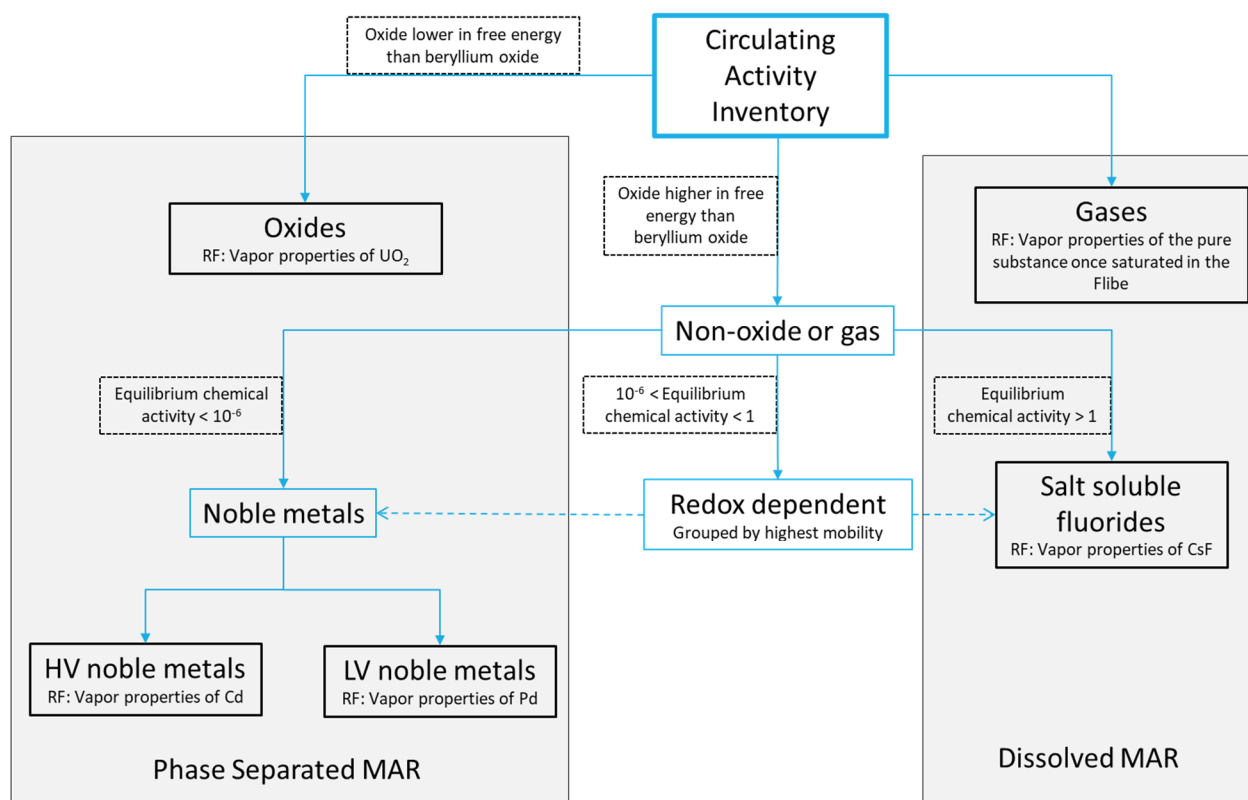 Oxide lower in free energy
than beryllium oxide
Circulating
Activity
Inventory
Oxide higher in free
energy than
beryllium oxide
Oxides
RF: Vapor properties of UO₂
Gases
RF: Vapor properties of the pure
substance once saturated in the
Flibe
Non-oxide or gas
Equilibrium chemical
activity < 10⁻⁶
10⁻⁶ < Equilibrium
chemical activity < 1
Equilibrium
chemical activity > 1
Noble metals
Redox dependent
Grouped by highest mobility
Salt soluble
fluorides
RF: Vapor properties of CsF
HV noble metals
RF: Vapor properties of Cd
LV noble metals
RF: Vapor properties of Pd
Phase Separated MAR
Dissolved MAR